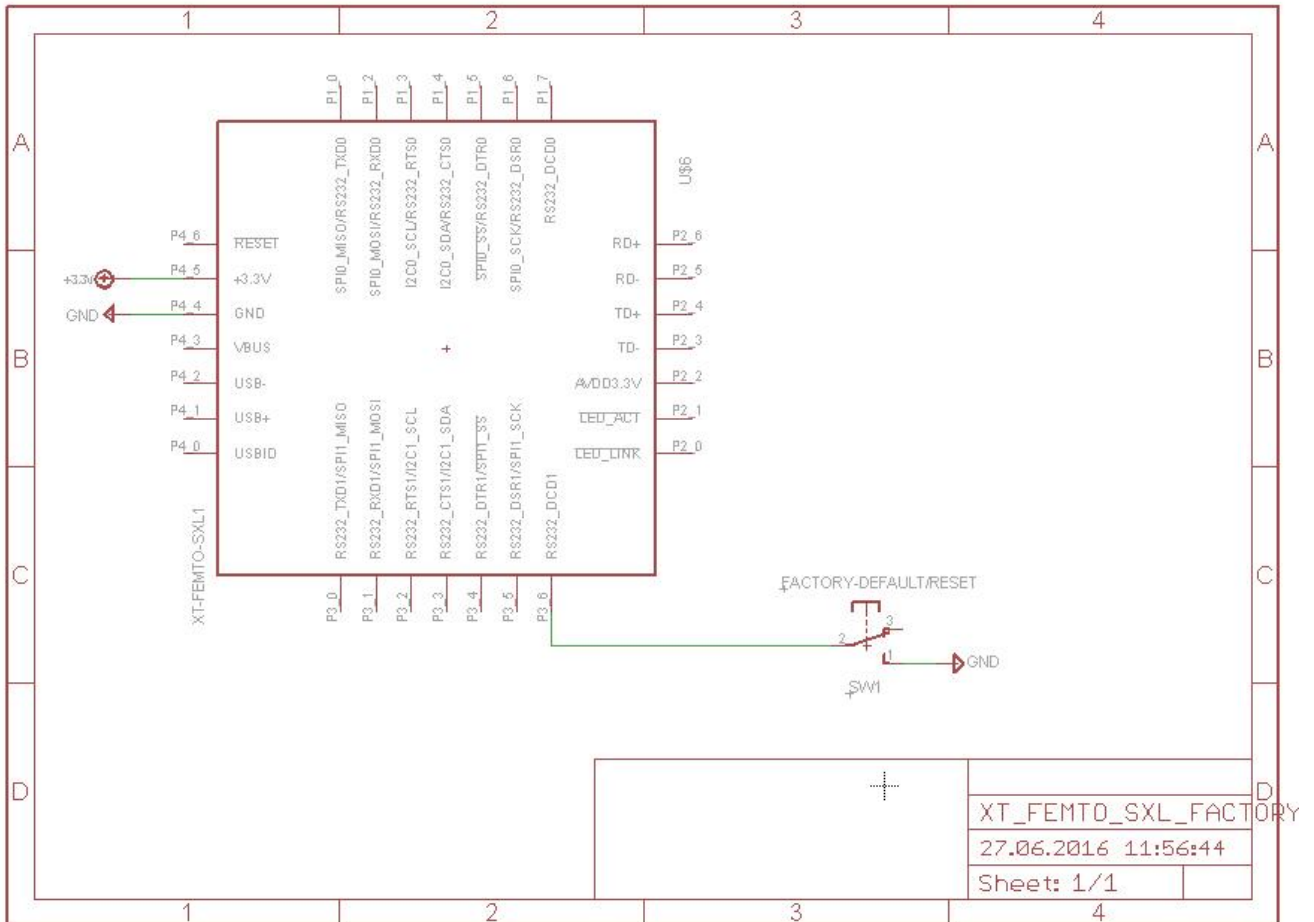 1 2 3 4
A A
B B
C C
D D
P1_0
P1_2
P1_3
P1_4
P1_5
P1_6
P1_7
SPI0_MISO/RS232_TXD0
SPI0_MOSI/RS232_RXD0
I2C0_SCL/RS232_RTS0
I2C0_SDA/RS232_CTS0
SPI0_SS/RS232_DTR0
SPI0_SCK/RS232_DSR0
RS232_DCD0
U$6
P4_6 RESET
+3.3V P4_5 +3.3V
GND P4_4 GND
P4_3 VBUS
P4_2 USB-
P4_1 USB+
P4_0 USBID
RD+ P2_6
RD- P2_5
TD+ P2_4
TD- P2_3
AVDD3.3V P2_2
LED_ACT P2_1
LED_LINK P2_0
RS232_TXD1/SPI1_MISO
RS232_RXD1/SPI1_MOSI
RS232_RTS1/I2C1_SCL
RS232_CTS1/I2C1_SDA
RS232_DTR1/SPI1_SS
RS232_DSR1/SPI1_SCK
RS232_DCD1
XT-FEMTO-SXL1
P3_0
P3_1
P3_2
P3_3
P3_4
P3_5
P3_6
FACTORY-DEFAULT/RESET
3
2
1
GND
SW1
XT_FEMTO_SXL_FACTORY
27.06.2016 11:56:44
Sheet: 1/1
1 2 3 4